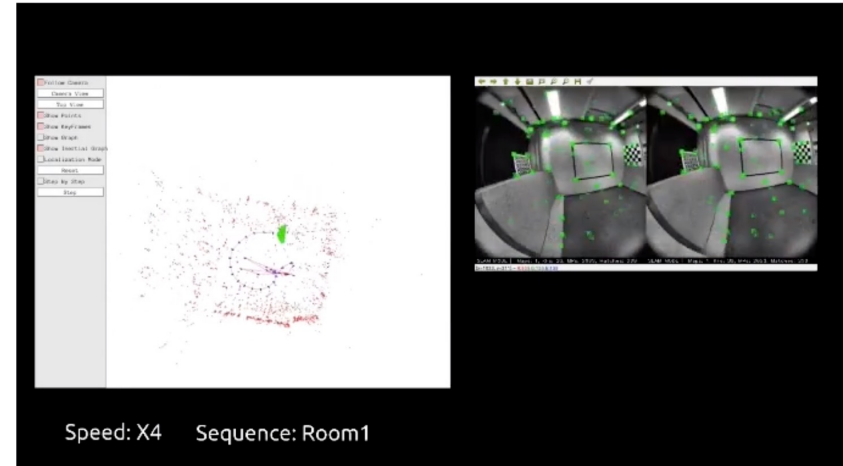 Follow Camera
Camera View
Top View
Show Points
Show KeyFrames
Show Graph
Show Inertial Graph
Localization Mode
Reset
Step By Step
Step
Speed: X4 Sequence: Room1